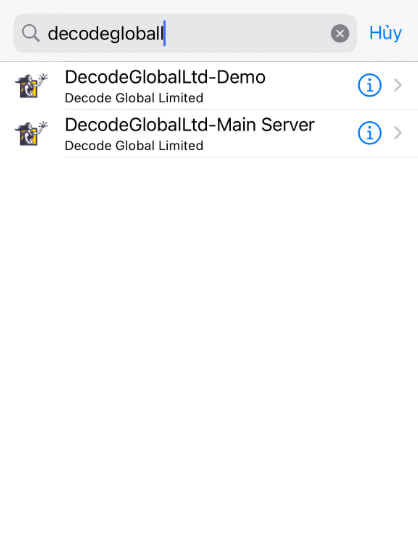 decodegloball
Hủy
DecodeGlobalLtd-Demo
Decode Global Limited
DecodeGlobalLtd-Main Server
Decode Global Limited